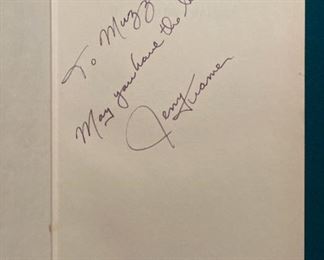 To Muzz
May you have the
Jerry Kramer